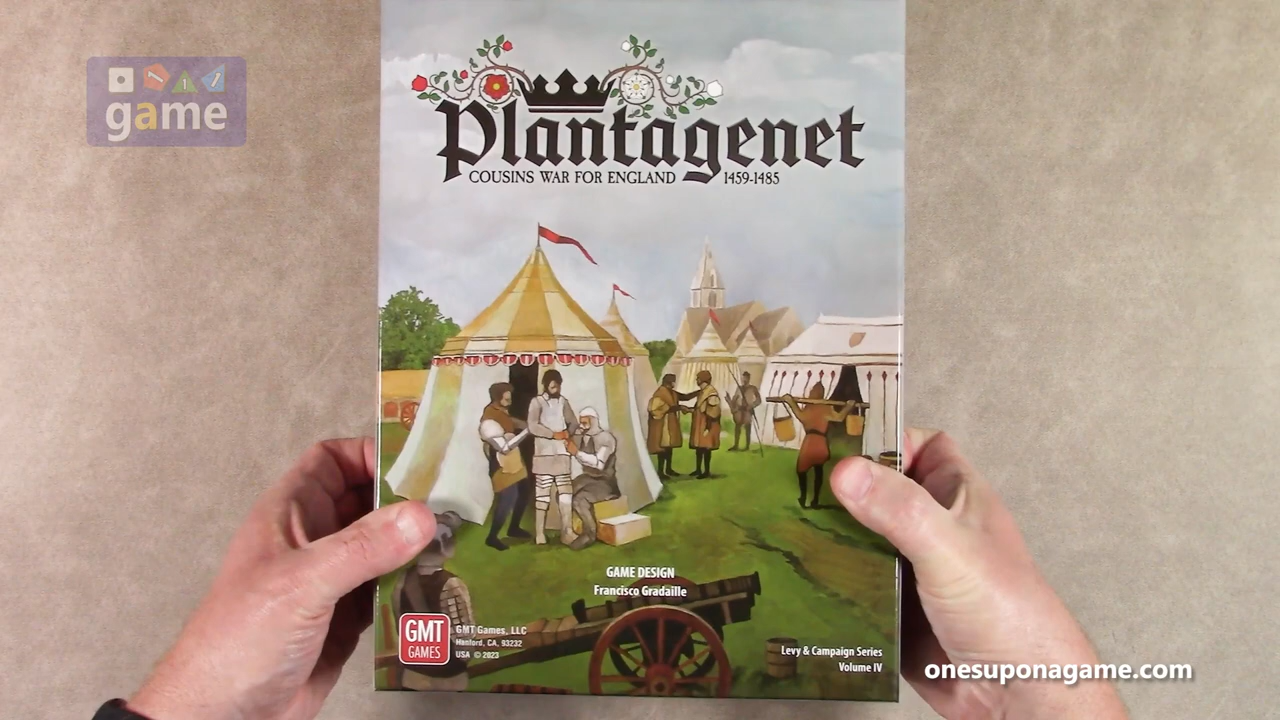 game
Plantagenet
COUSINS WAR FOR ENGLAND 1459-1485
GAME DESIGN
Francisco Gradaille
GMT
GAMES
GMT Games, LLC
Hanford, CA, 93232
USA © 2023
Levy & Campaign Series
Volume IV
onesuponagame.com